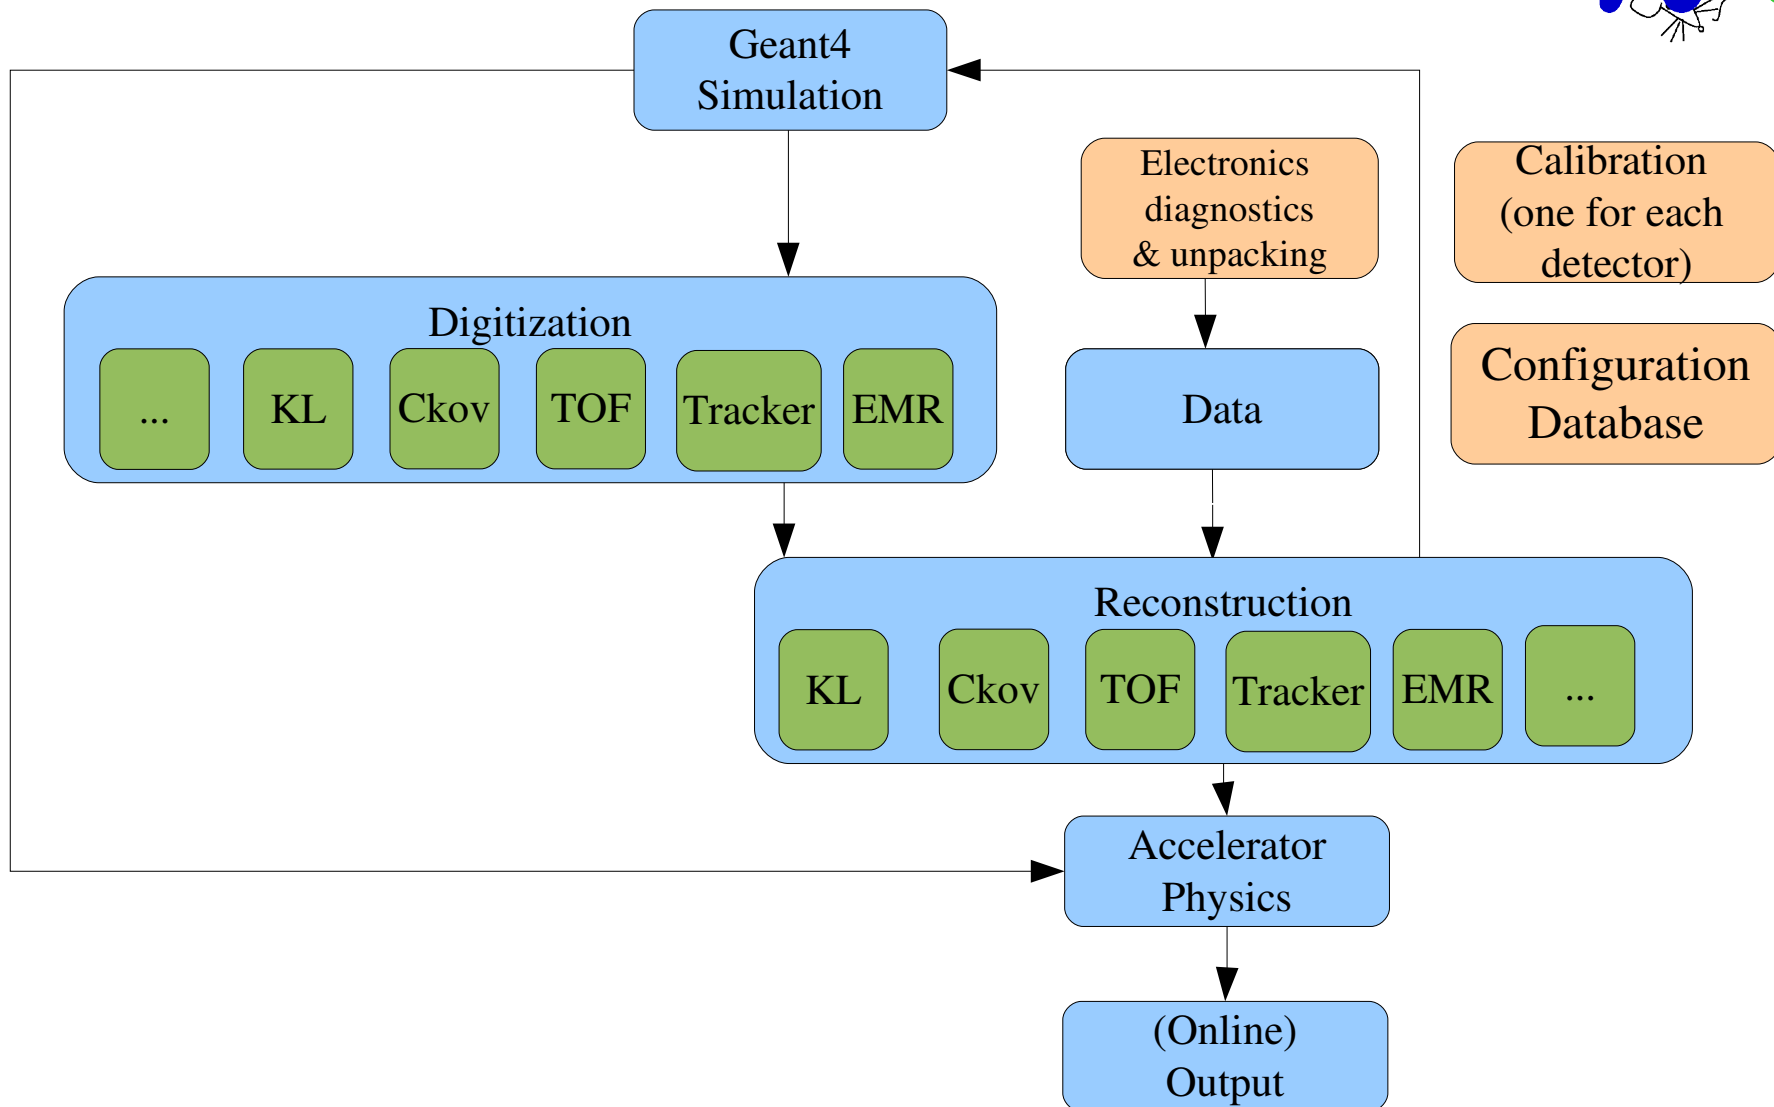 Geant4
Simulation
Electronics
diagnostics
& unpacking
Calibration
(one for each
detector)
Digitization
... KL Ckov TOF Tracker EMR
Data
Configuration
Database
Reconstruction
KL Ckov TOF Tracker EMR ...
Accelerator
Physics
(Online)
Output